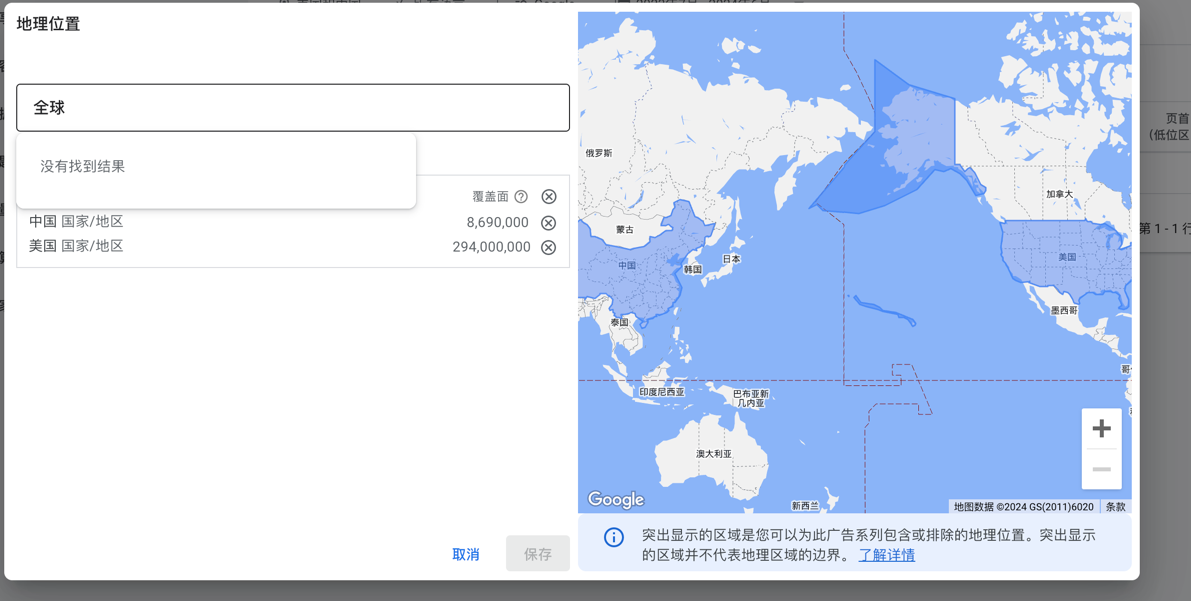 地理位置
全球
没有找到结果
覆盖面
中国 国家/地区 8,690,000
美国 国家/地区 294,000,000
取消 保存
俄罗斯
加拿大
蒙古
美国
日本
中国
韩国
墨西哥
泰国
哥
印度尼西亚
巴布亚新
几内亚
澳大利亚
新西兰
Google
地图数据 ©2024 GS(2011)6020 条款
突出显示的区域是您可以为此广告系列包含或排除的地理位置。突出显示
的区域并不代表地理区域的边界。 了解详情
页首
(低位区
第 1 - 1 行